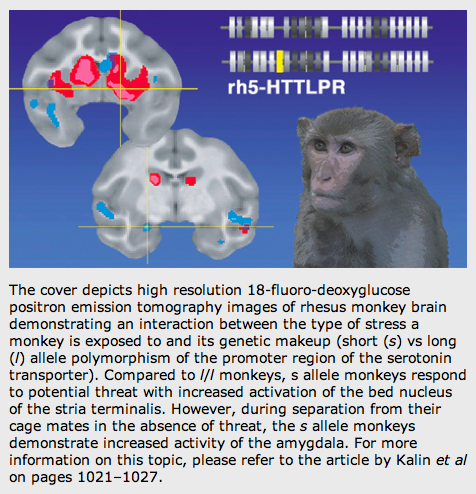 rh5-HTTLPR
The cover depicts high resolution 18-fluoro-deoxyglucose
positron emission tomography images of rhesus monkey brain
demonstrating an interaction between the type of stress a
monkey is exposed to and its genetic makeup (short (s) vs long
(l) allele polymorphism of the promoter region of the serotonin
transporter). Compared to l/l monkeys, s allele monkeys respond
to potential threat with increased activation of the bed nucleus
of the stria terminalis. However, during separation from their
cage mates in the absence of threat, the s allele monkeys
demonstrate increased activity of the amygdala. For more
information on this topic, please refer to the article by Kalin et al
on pages 1021–1027.